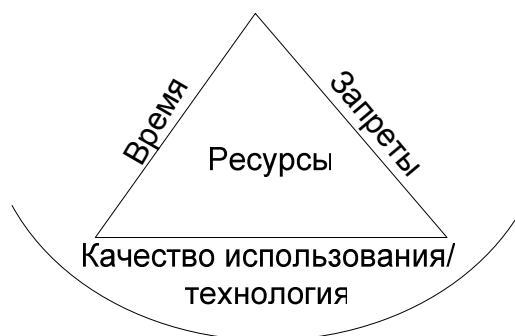 Время
Запреты
Ресурсы
Качество использования/
технология